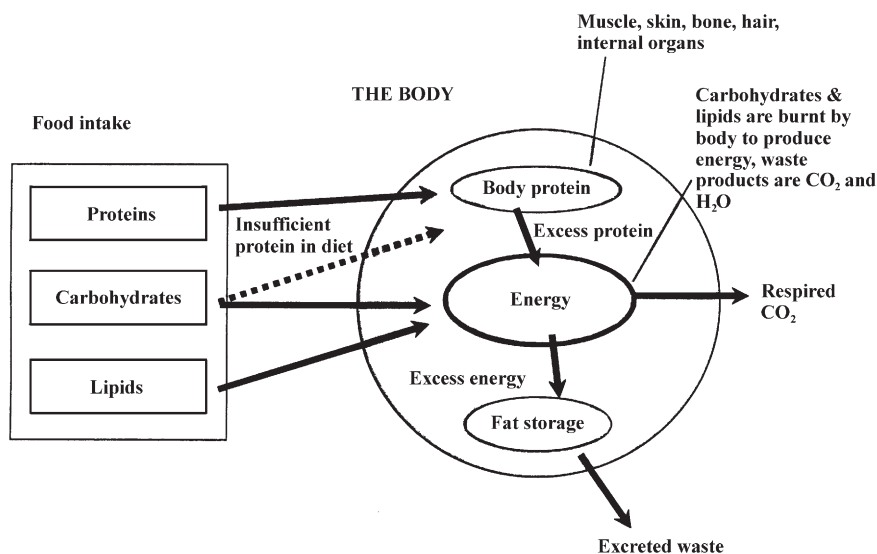 Muscle, skin, bone, hair,
internal organs
THE BODY
Carbohydrates &
lipids are burnt by
body to produce
energy, waste
products are CO₂ and
H₂O
Food intake
Proteins
Insufficient
protein in diet
Body protein
Excess protein
Carbohydrates
Energy
Respired
CO₂
Lipids
Excess energy
Fat storage
Excreted waste